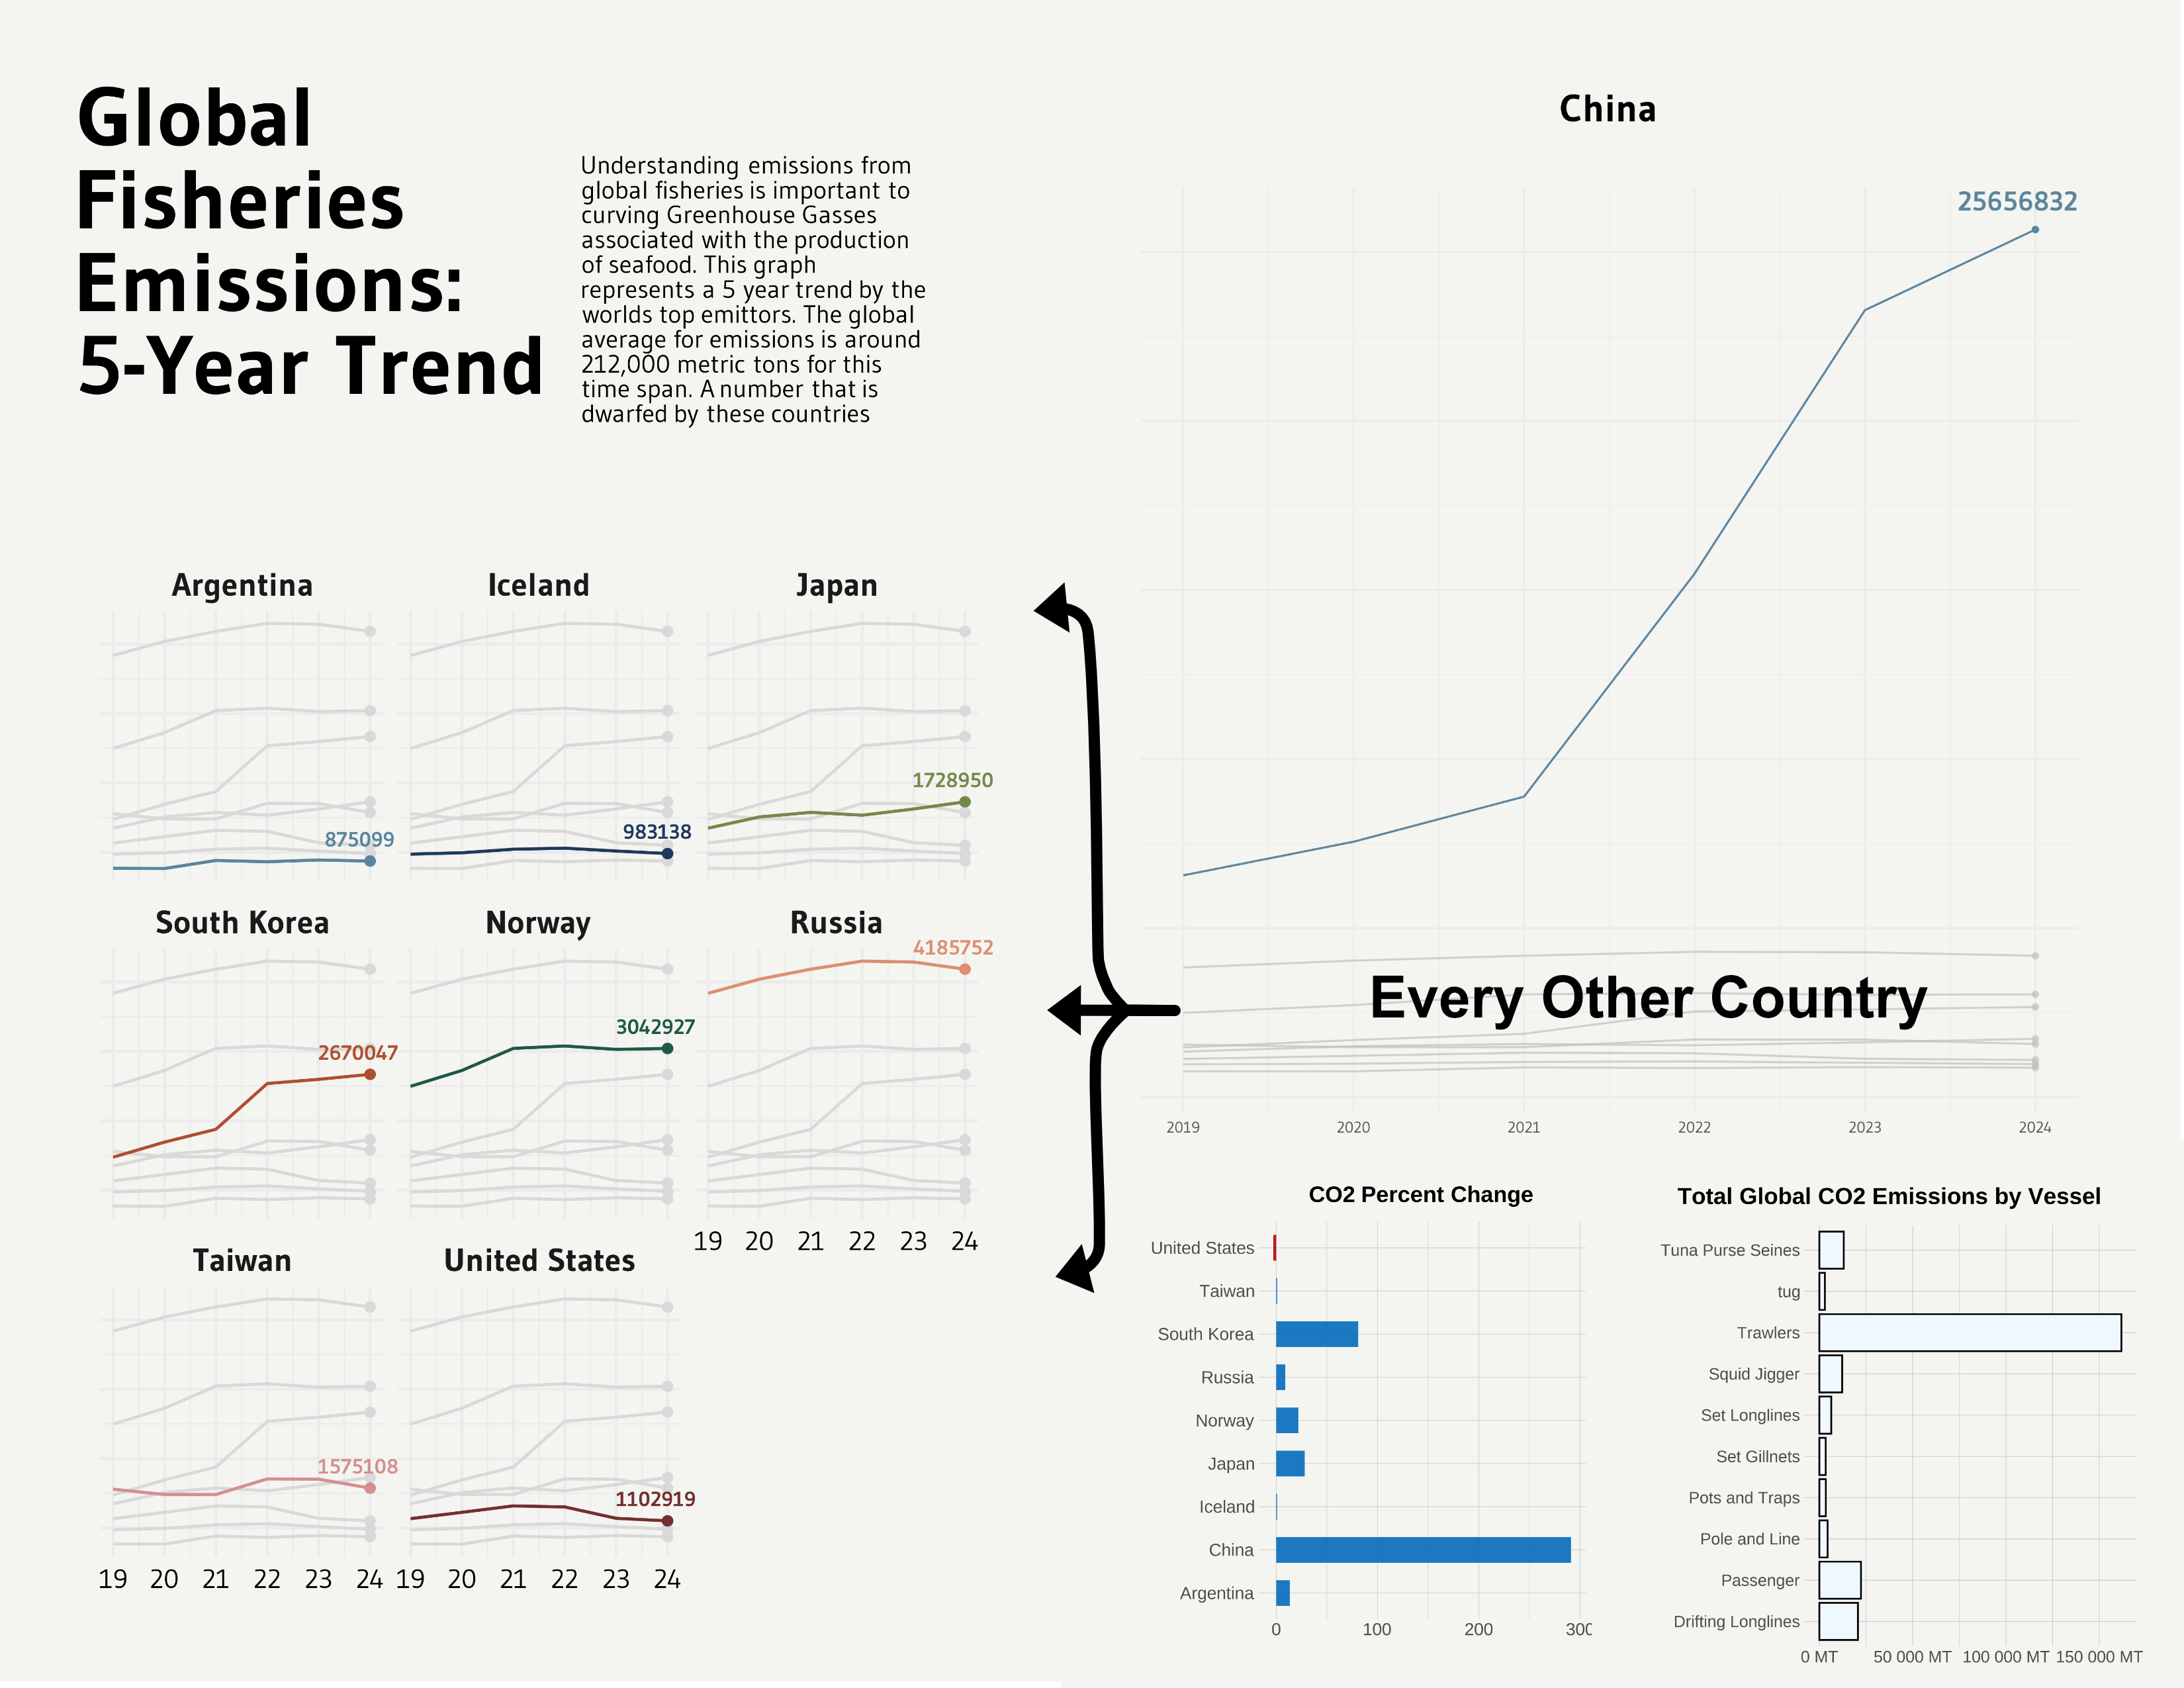 Global
Fisheries
Emissions:
5-Year Trend
Understanding emissions from
global fisheries is important to
curving Greenhouse Gasses
associated with the production
of seafood. This graph
represents a 5 year trend by the
worlds top emittors. The global
average for emissions is around
212,000 metric tons for this
time span. A number that is
dwarfed by these countries
China
25656832
Every Other Country
2019 2020 2021 2022 2023 2024
Argentina Iceland Japan
875099 983138 1728950
South Korea Norway Russia
2670047 3042927 4185752
19 20 21 22 23 24
Taiwan United States
1575108 1102919
19 20 21 22 23 24 19 20 21 22 23 24
CO2 Percent Change
United States
Taiwan
South Korea
Russia
Norway
Japan
Iceland
China
Argentina
0 100 200 300
Total Global CO2 Emissions by Vessel
Tuna Purse Seines
tug
Trawlers
Squid Jigger
Set Longlines
Set Gillnets
Pots and Traps
Pole and Line
Passenger
Drifting Longlines
0 MT 50 000 MT 100 000 MT 150 000 MT